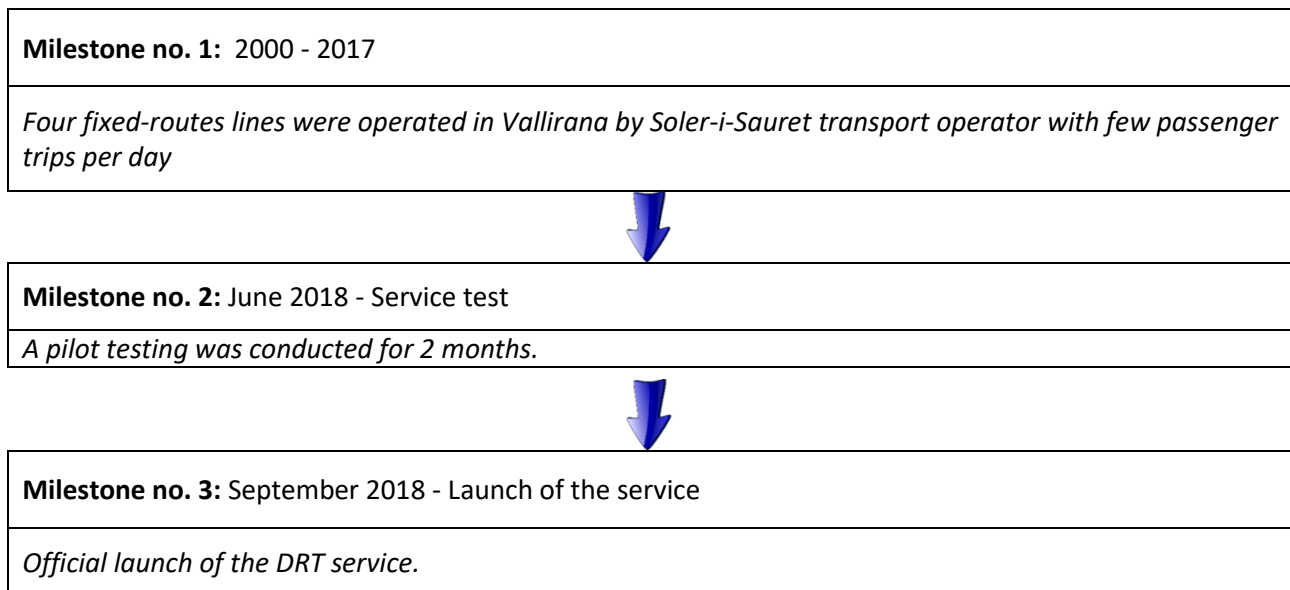 Milestone no. 1:  2000 - 2017
Four fixed-routes lines were operated in Vallirana by Soler-i-Sauret transport operator with few passenger
trips per day
Milestone no. 2: June 2018 - Service test
A pilot testing was conducted for 2 months.
Milestone no. 3: September 2018 - Launch of the service
Official launch of the DRT service.